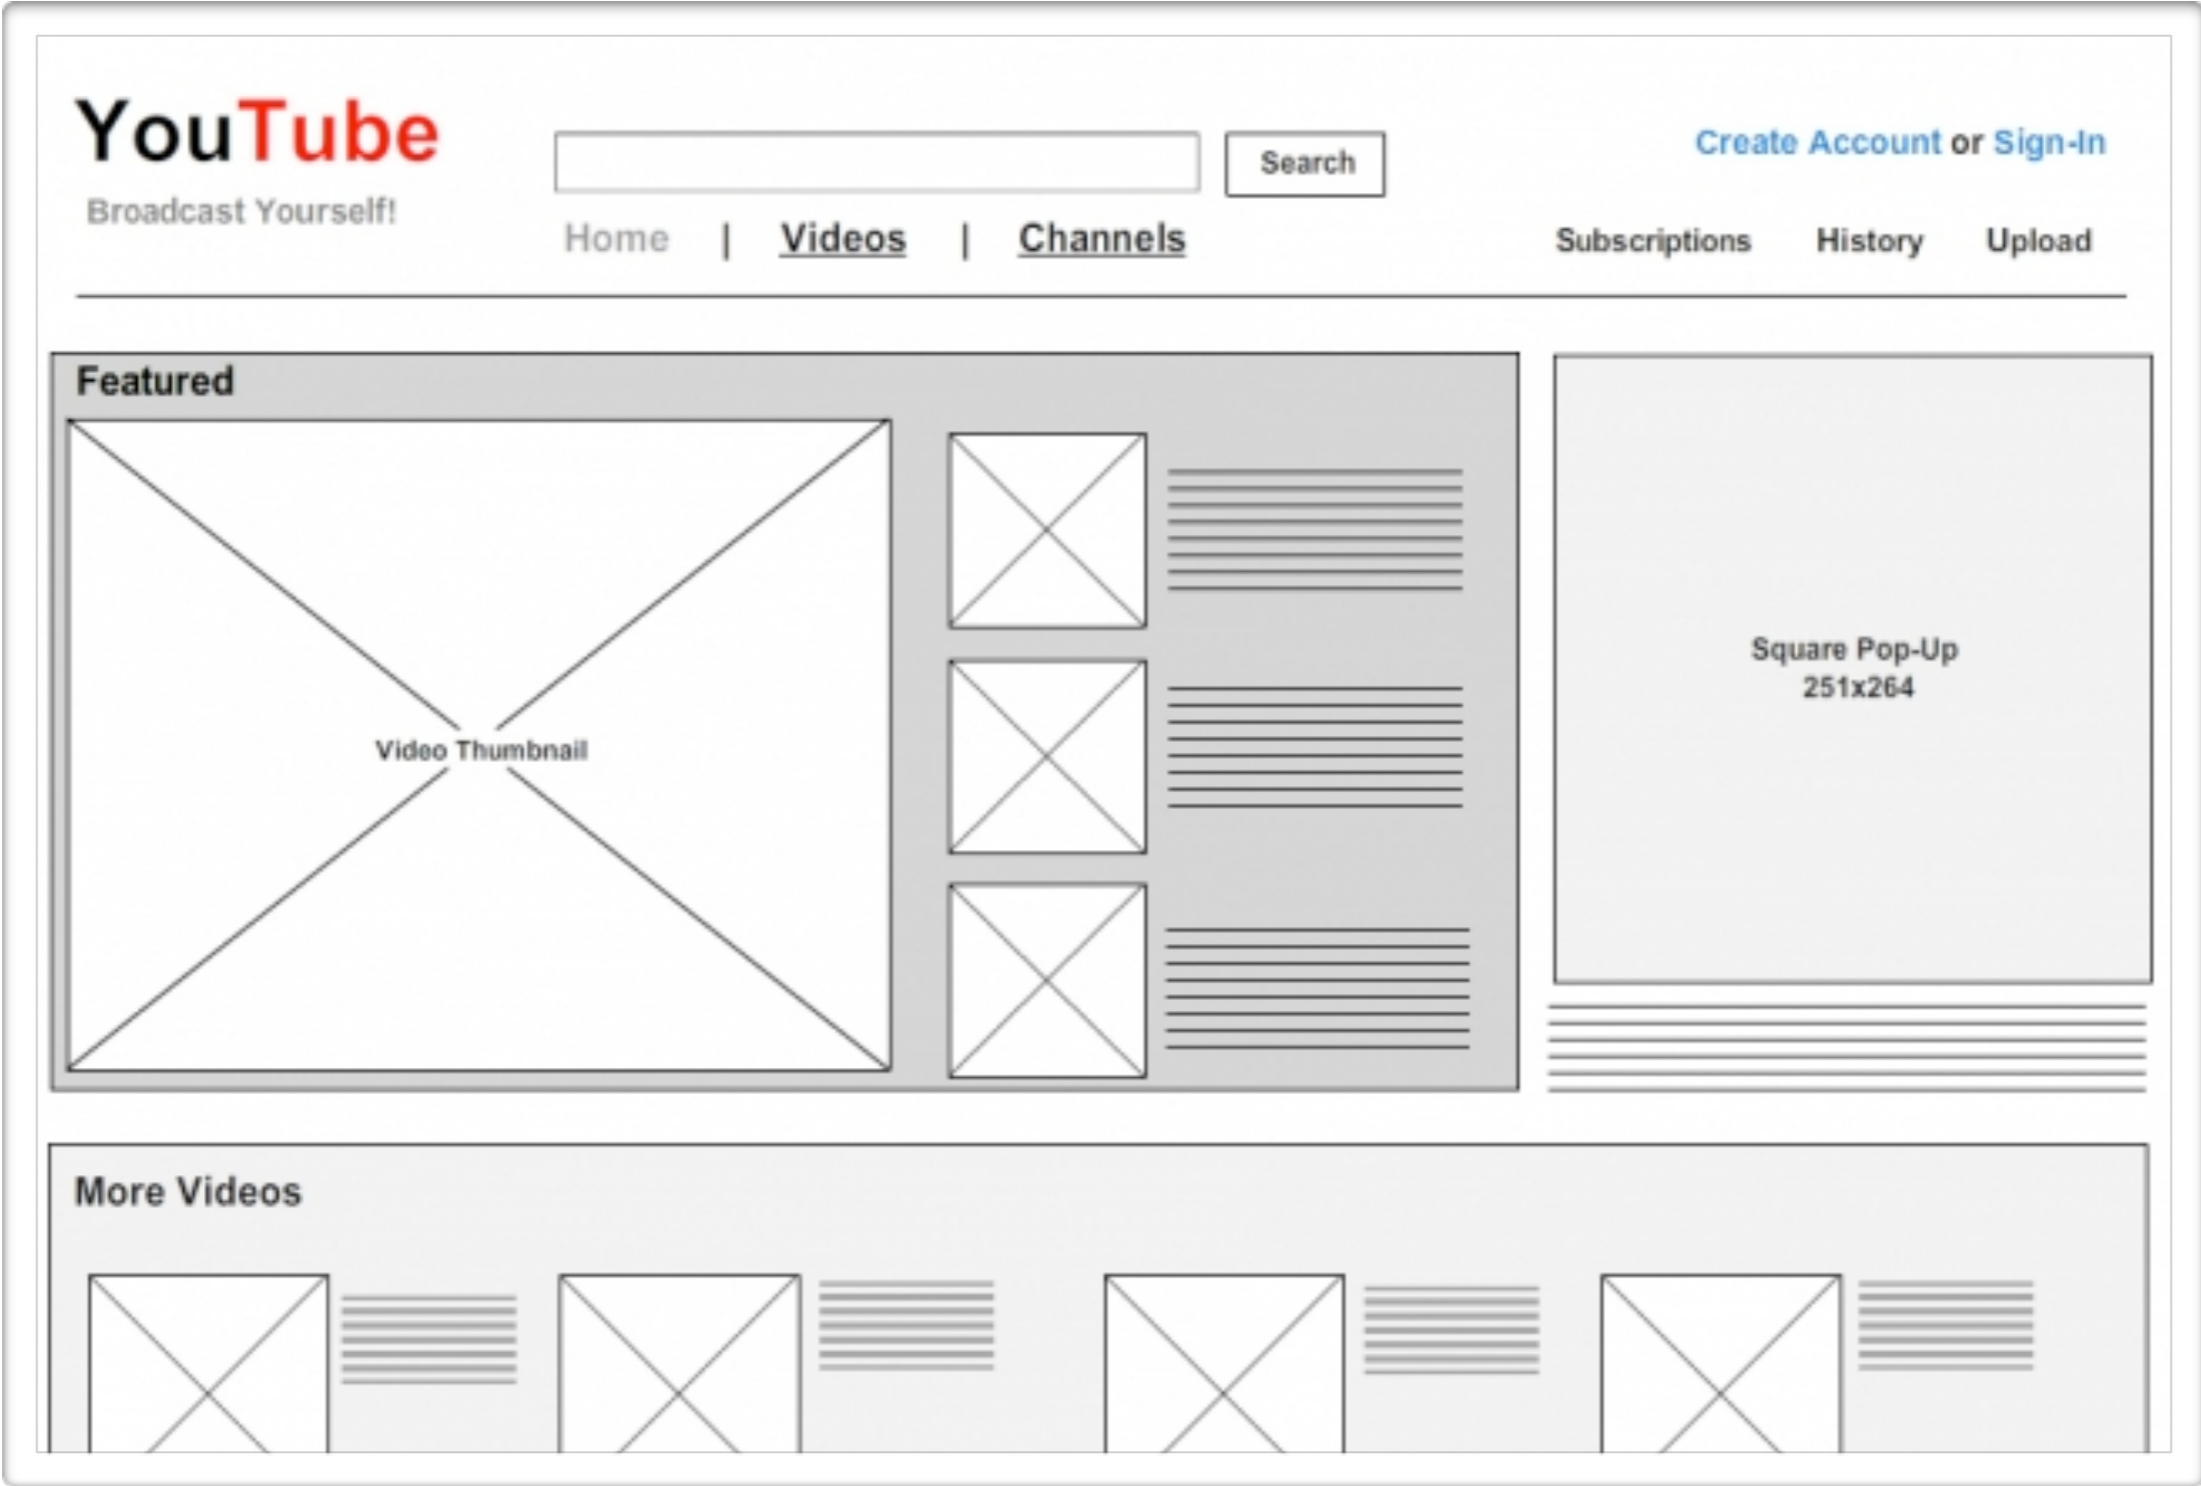 YouTube
Broadcast Yourself!
Search
Create Account or Sign-In
Home | Videos | Channels
Subscriptions History Upload
Featured
Video Thumbnail
Square Pop-Up
251x264
More Videos